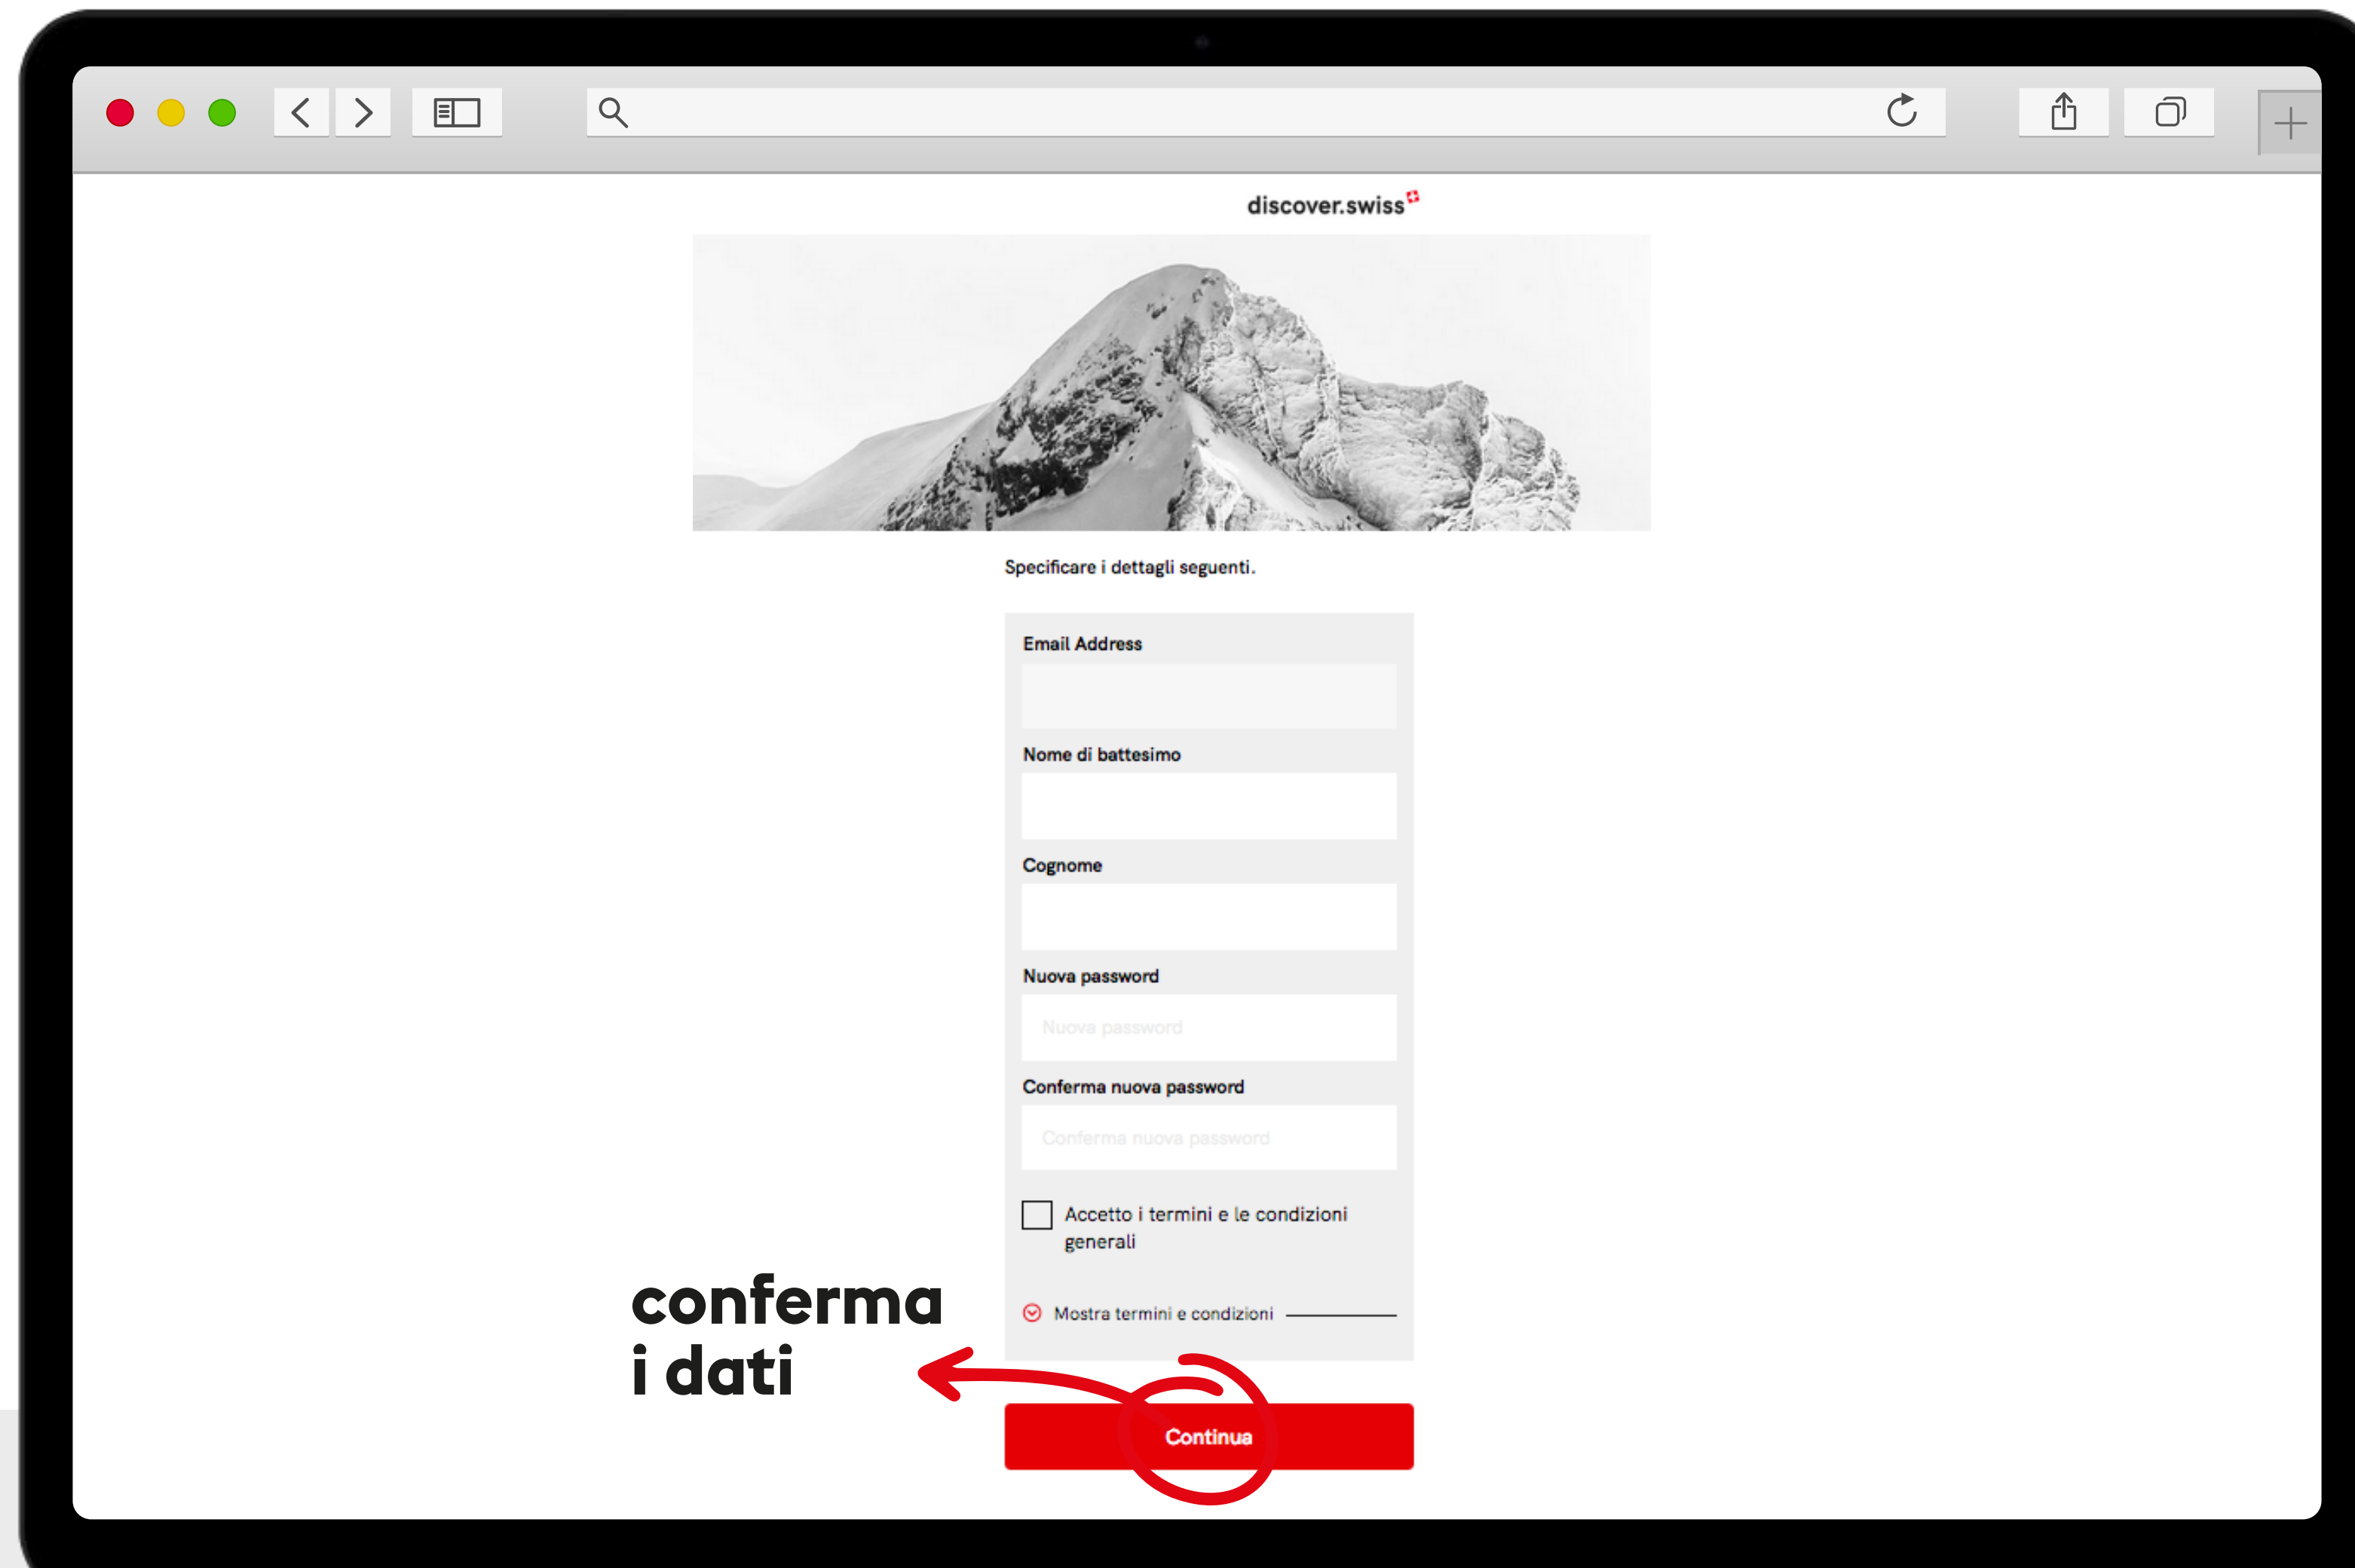 discover.swiss
Specificare i dettagli seguenti.
Email Address
Nome di battesimo
Cognome
Nuova password
Nuova password
Conferma nuova password
Conferma nuova password
Accetto i termini e le condizioni
generali
Mostra termini e condizioni
conferma
i dati
Continua